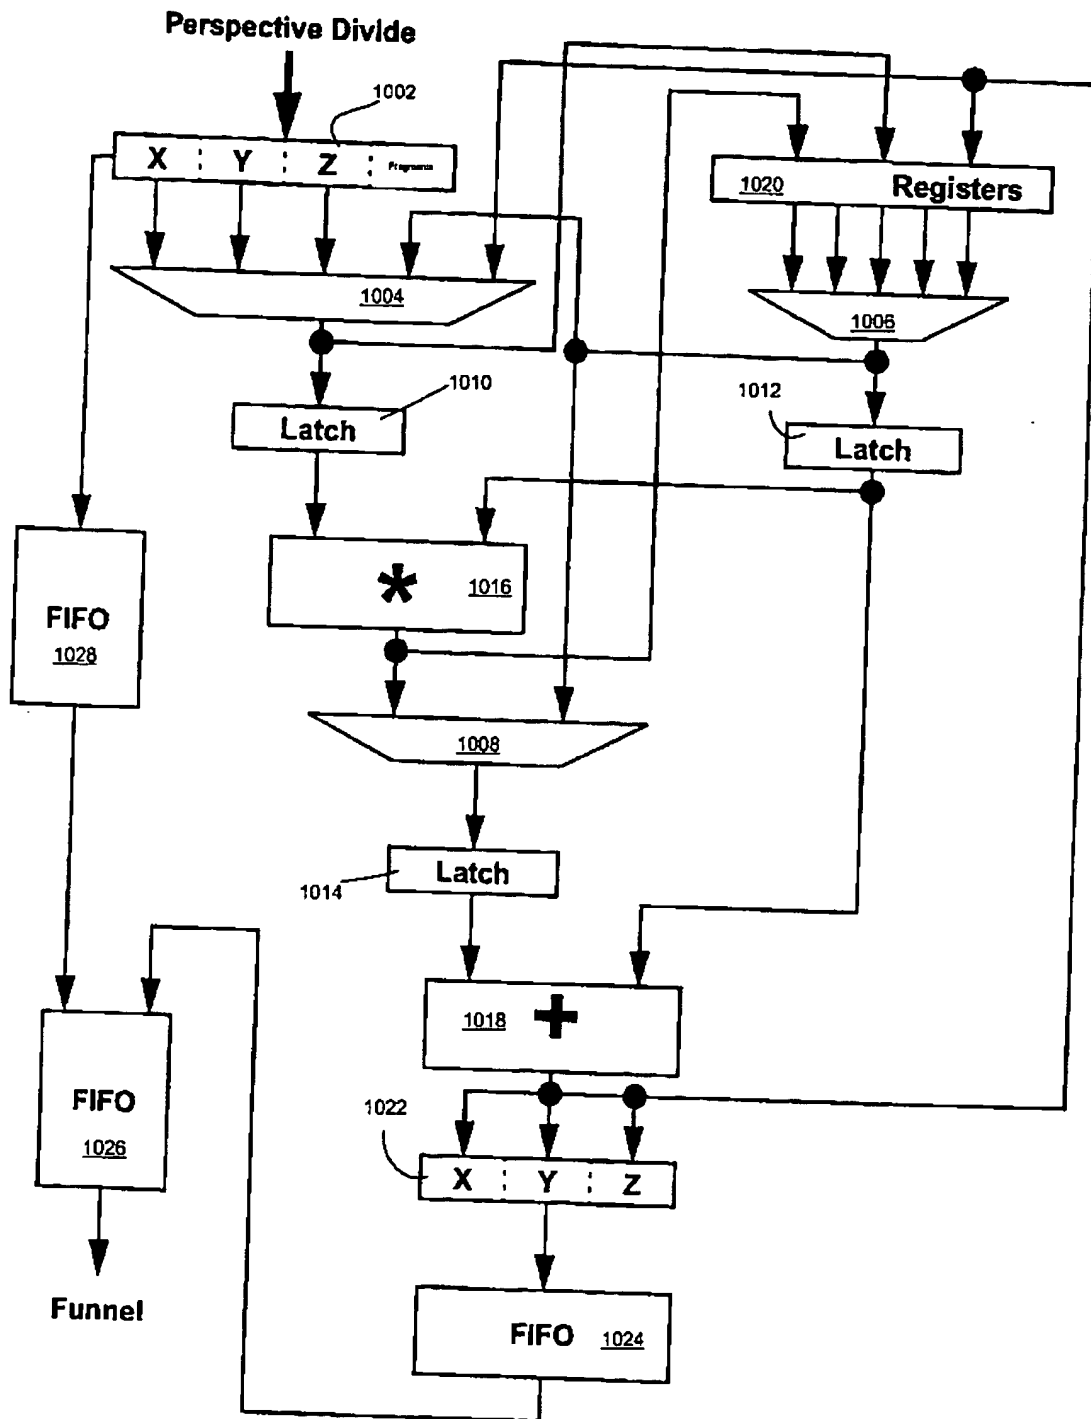 Perspective Divide
1002
X Y Z
1020 Registers
1004
1006
1010
1012
Latch
Latch
* 1016
FIFO
1028
1008
Latch
1014
1018 +
FIFO
1026
1022
X Y Z
Funnel
FIFO 1024